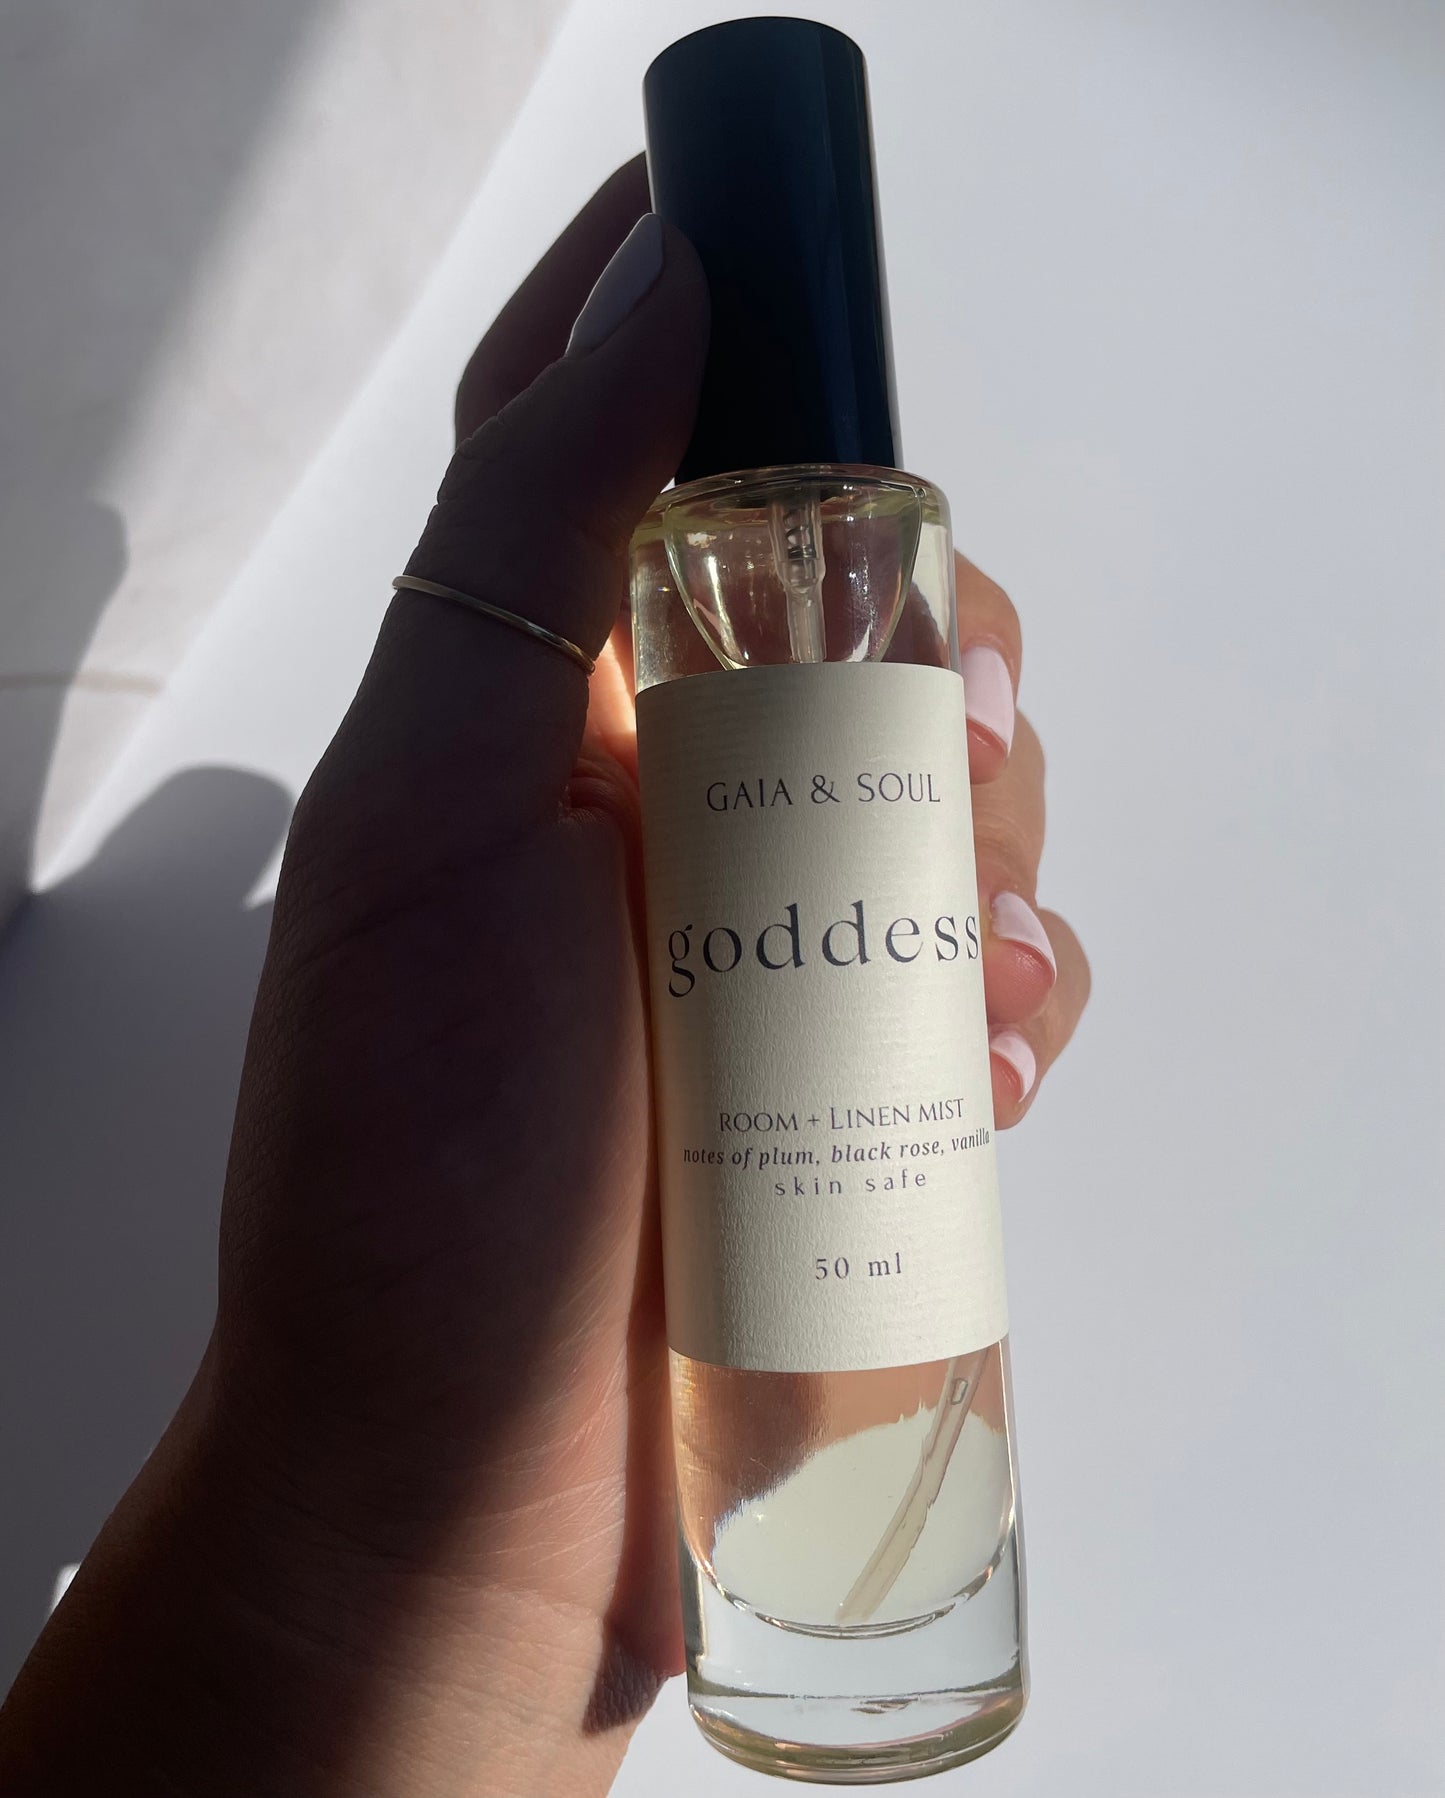 GAIA & SOUL
goddess
ROOM + LINEN MIST
notes of plum, black rose, vanilla
skin safe
50 ml